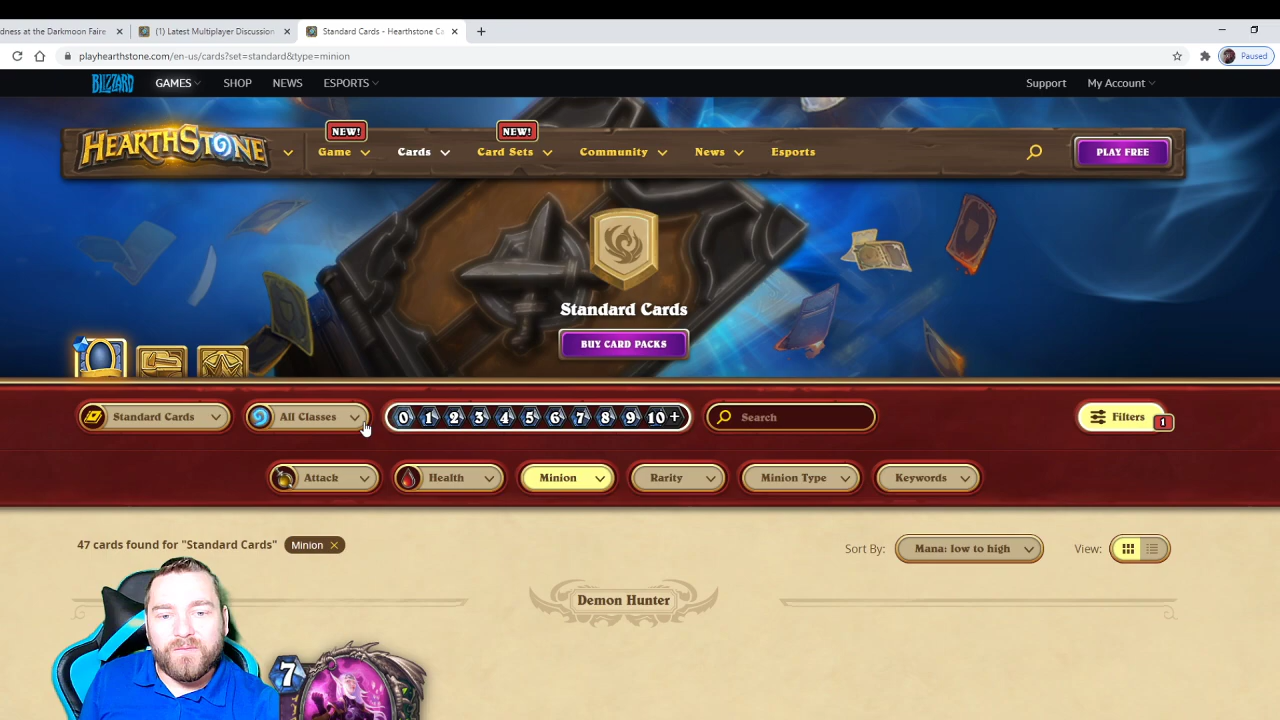 dness at the Darkmoon Faire
(1) Latest Multiplayer Discussion
Standard Cards - Hearthstone Ca
playhearthstone.com/en-us/cards?set=standard&type=minion
Paused
BLIZZARD
GAMES
SHOP
NEWS
ESPORTS
Support
My Account
NEW!
NEW!
HEARTHSTONE
Game
Cards
Card Sets
Community
News
Esports
PLAY FREE
Standard Cards
BUY CARD PACKS
Standard Cards
All Classes
0 1 2 3 4 5 6 7 8 9 10+
Search
Filters
1
Attack
Health
Minion
Rarity
Minion Type
Keywords
47 cards found for "Standard Cards"
Minion
Sort By:
Mana: low to high
View:
Demon Hunter
7